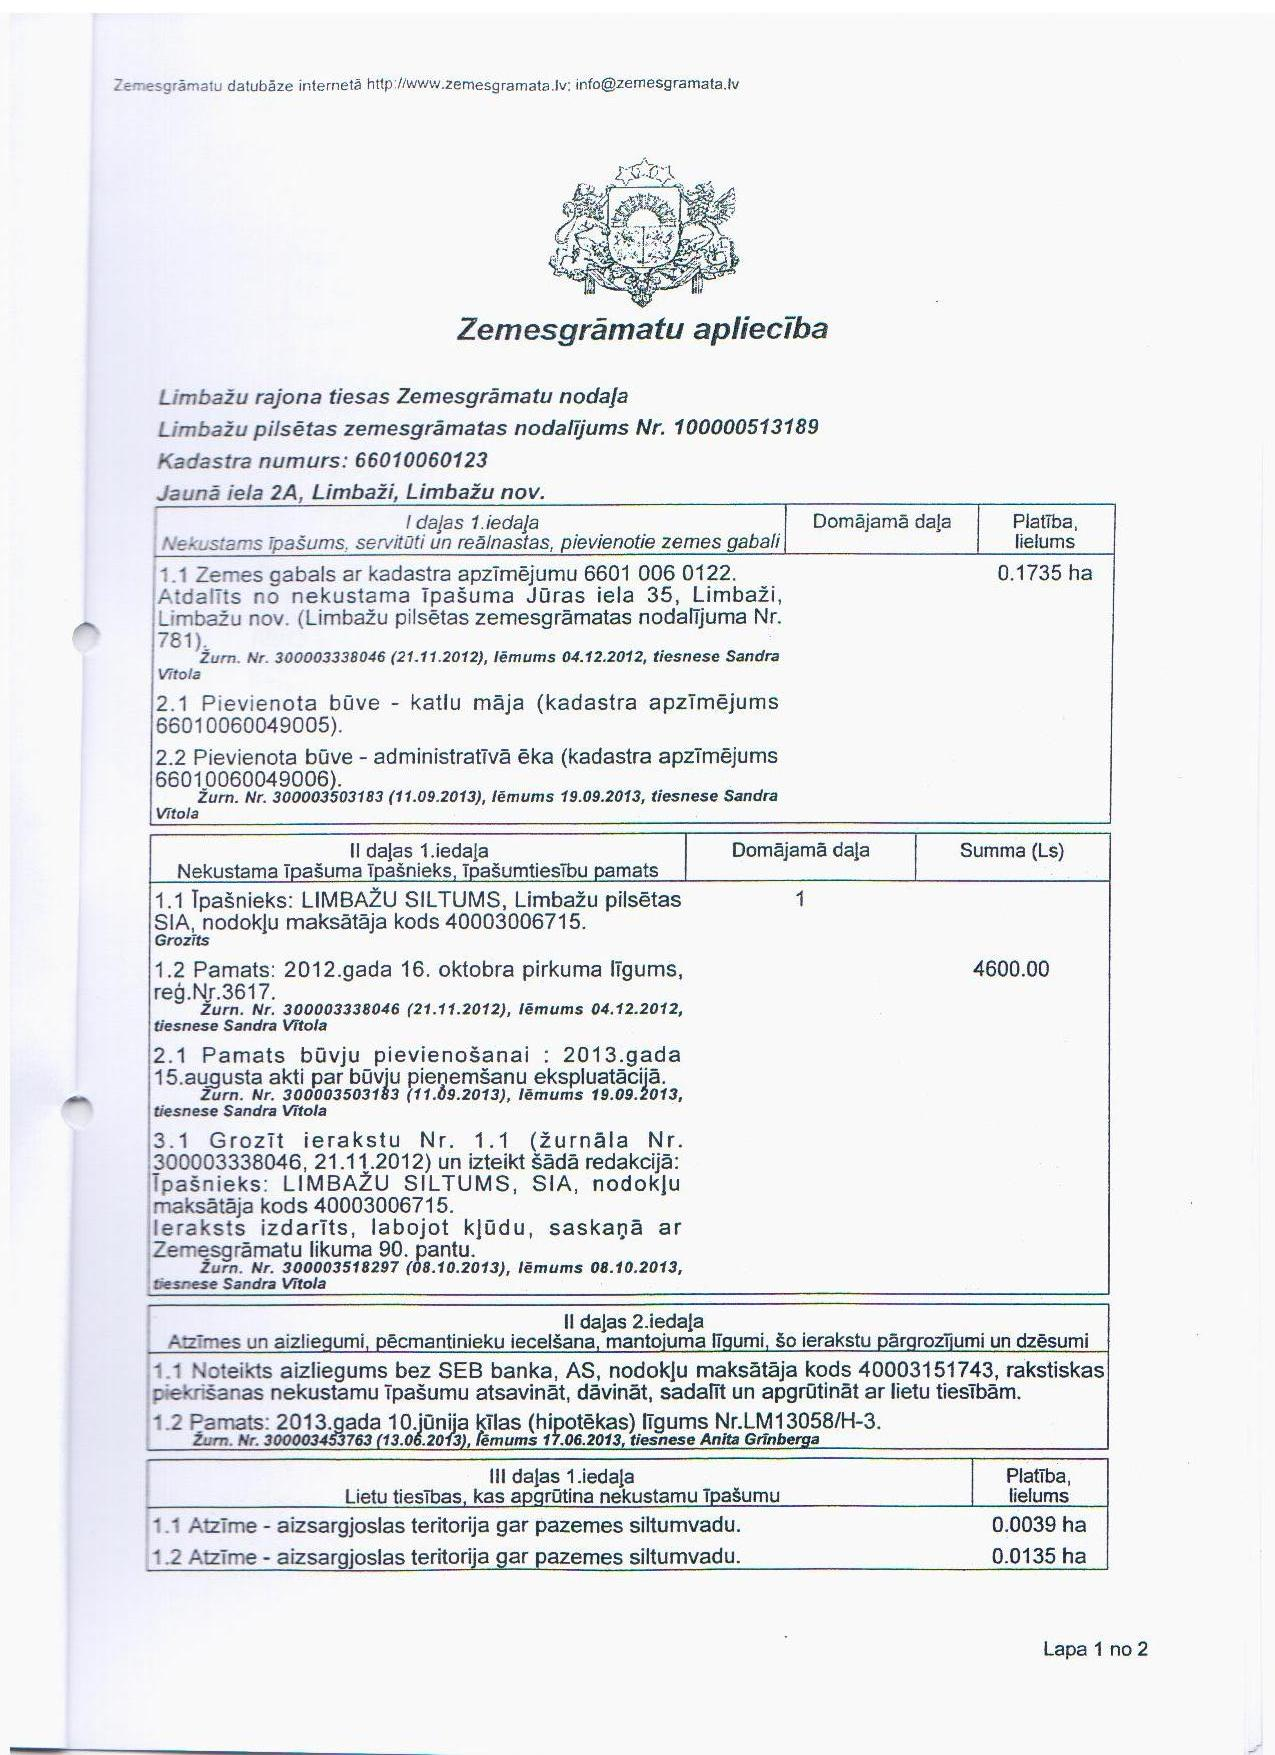 Zemesgrāmatu datubāze internetā http://www.zemesgramata.lv; info@zemesgramata.lv
Zemesgrāmatu apliecība
Limbažu rajona tiesas Zemesgrāmatu nodaļa
Limbažu pilsētas zemesgrāmatas nodalījums Nr. 100000513189
Kadastra numurs: 66010060123
Jaunā iela 2A, Limbaži, Limbažu nov.
I daļas 1.iedaļa
Nekustams īpašums, servitūti un reālnastas, pievienotie zemes gabali
Domājamā daļa
Platība,
lielums
1.1 Zemes gabals ar kadastra apzīmējumu 6601 006 0122.
0.1735 ha
Atdalīts no nekustama īpašuma Jūras iela 35, Limbaži,
Limbažu nov. (Limbažu pilsētas zemesgrāmatas nodalījuma Nr.
781).
Žurn. Nr. 300003338046 (21.11.2012), lēmums 04.12.2012, tiesnese Sandra
Vītola
2.1 Pievienota būve - katlu māja (kadastra apzīmējums
66010060049005).
2.2 Pievienota būve - administratīvā ēka (kadastra apzīmējums
66010060049006).
Žurn. Nr. 300003503183 (11.09.2013), lēmums 19.09.2013, tiesnese Sandra
Vītola
II daļas 1.iedaļa
Nekustama īpašuma īpašnieks, īpašumtiesību pamats
Domājamā daļa
Summa (Ls)
1.1 Īpašnieks: LIMBAŽU SILTUMS, Limbažu pilsētas
1
SIA, nodokļu maksātāja kods 40003006715.
Grozīts
1.2 Pamats: 2012.gada 16. oktobra pirkuma līgums,
4600.00
reģ.Nr.3617.
Žurn. Nr. 300003338046 (21.11.2012), lēmums 04.12.2012,
tiesnese Sandra Vītola
2.1 Pamats būvju pievienošanai : 2013.gada
15.augusta akti par būvju pieņemšanu ekspluatācijā.
Žurn. Nr. 300003503183 (11.09.2013), lēmums 19.09.2013,
tiesnese Sandra Vītola
3.1 Grozīt ierakstu Nr. 1.1 (žurnāla Nr.
300003338046, 21.11.2012) un izteikt šādā redakcijā:
Īpašnieks: LIMBAŽU SILTUMS, SIA, nodokļu
maksātāja kods 40003006715.
Ieraksts izdarīts, labojot kļūdu, saskaņā ar
Zemesgrāmatu likuma 90. pantu.
Žurn. Nr. 300003518297 (08.10.2013), lēmums 08.10.2013,
tiesnese Sandra Vītola
II daļas 2.iedaļa
Atzīmes un aizliegumi, pēcmantinieku iecelšana, mantojuma līgumi, šo ierakstu pārgrozījumi un dzēsumi
1.1 Noteikts aizliegums bez SEB banka, AS, nodokļu maksātāja kods 40003151743, rakstiskas
piekrišanas nekustamu īpašumu atsavināt, dāvināt, sadalīt un apgrūtināt ar lietu tiesībām.
1.2 Pamats: 2013.gada 10.jūnija ķīlas (hipotēkas) līgums Nr.LM13058/H-3.
Žurn. Nr. 300003453763 (13.06.2013), lēmums 17.06.2013, tiesnese Anita Grīnberga
III daļas 1.iedaļa
Lietu tiesības, kas apgrūtina nekustamu īpašumu
Platība,
lielums
1.1 Atzīme - aizsargjoslas teritorija gar pazemes siltumvadu.
0.0039 ha
1.2 Atzīme - aizsargjoslas teritorija gar pazemes siltumvadu.
0.0135 ha
Lapa 1 no 2